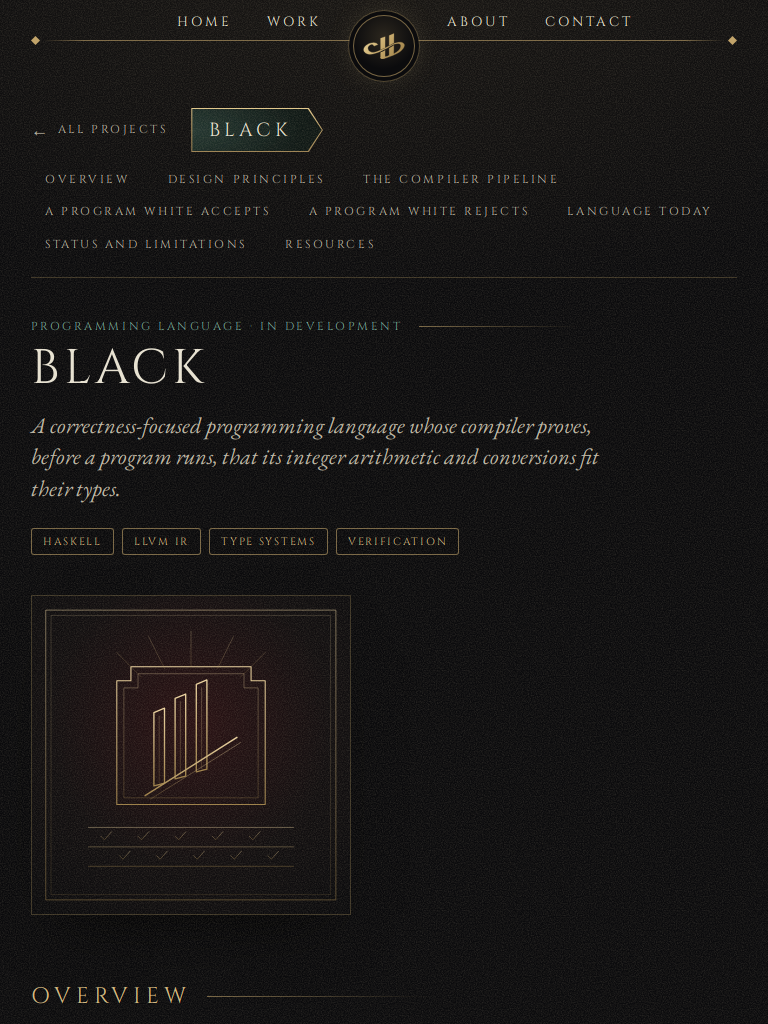 HOME WORK ABOUT CONTACT
← ALL PROJECTS BLACK
OVERVIEW DESIGN PRINCIPLES THE COMPILER PIPELINE
A PROGRAM WHITE ACCEPTS A PROGRAM WHITE REJECTS LANGUAGE TODAY
STATUS AND LIMITATIONS RESOURCES
PROGRAMMING LANGUAGE · IN DEVELOPMENT
BLACK
A correctness-focused programming language whose compiler proves,
before a program runs, that its integer arithmetic and conversions fit
their types.
HASKELL LLVM IR TYPE SYSTEMS VERIFICATION
OVERVIEW